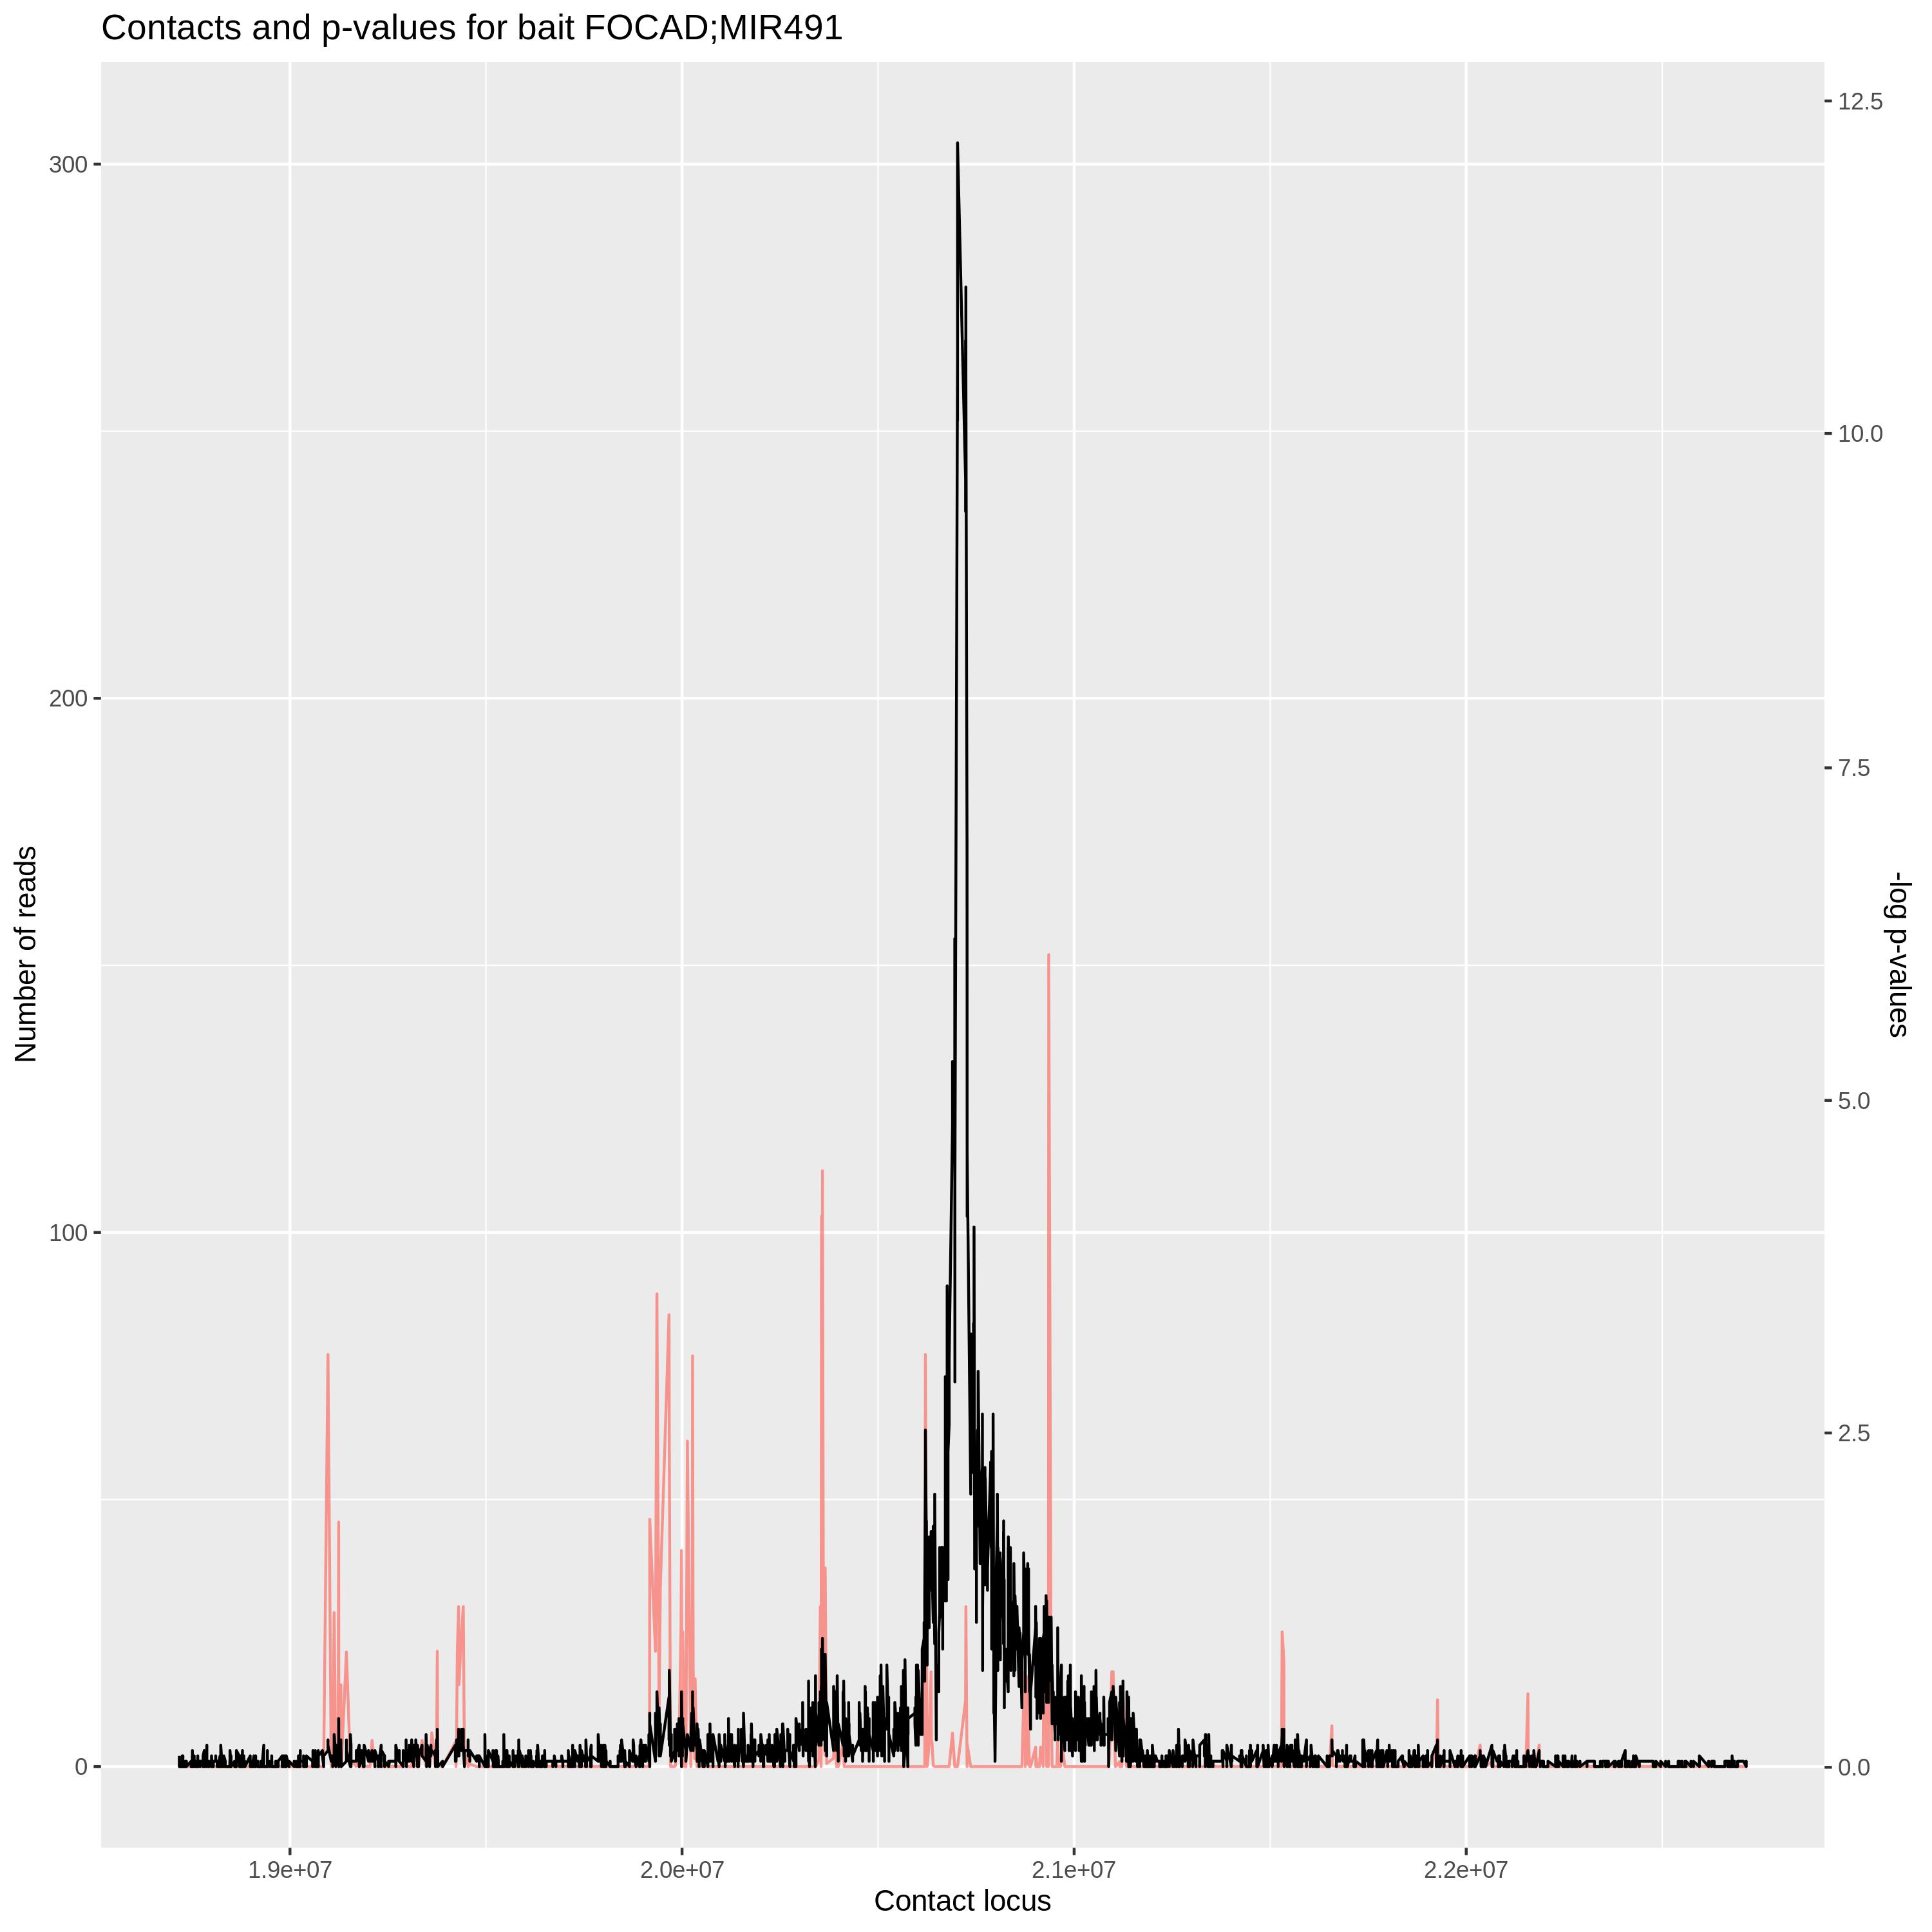 Contacts and p-values for bait FOCAD;MIR491
300
200
100
0
Number of reads
12.5
10.0
7.5
5.0
2.5
0.0
-log p-values
1.9e+07
2.0e+07
2.1e+07
2.2e+07
Contact locus